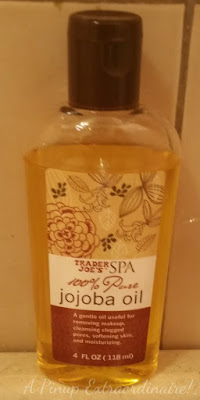 TRADER JOE'S SPA
100% Pure
jojoba oil
A gentle oil useful for
removing makeup,
cleansing clogged
pores, softening skin,
and moisturizing.
4 FL OZ (118 ml)
A Pinup Extraordinaire!